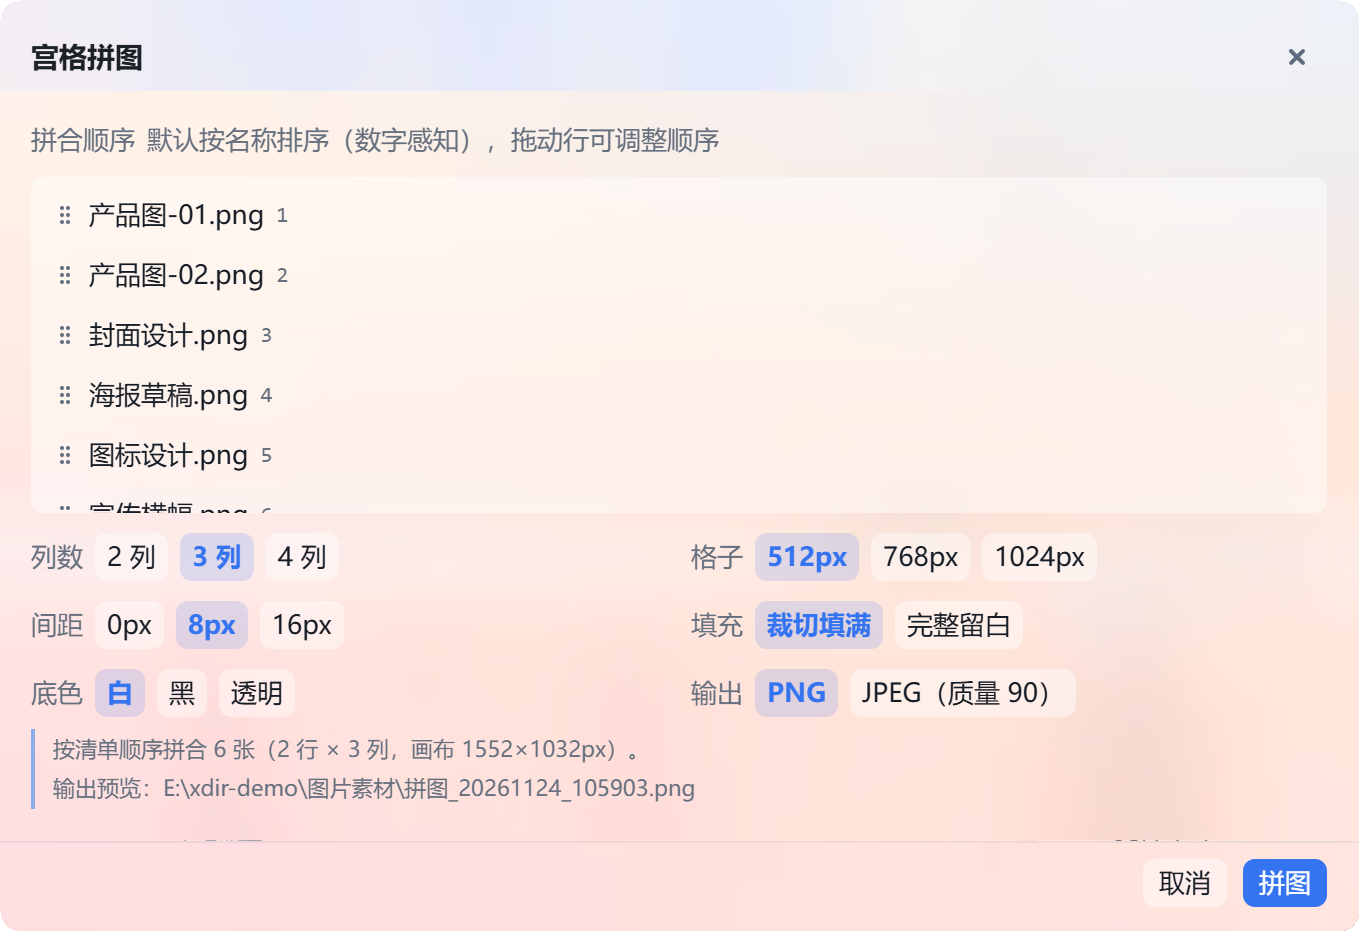 宫格拼图
拼合顺序 默认按名称排序（数字感知），拖动行可调整顺序
产品图-01.png 1
产品图-02.png 2
封面设计.png 3
海报草稿.png 4
图标设计.png 5
宣传横幅.png 6
列数 2 列 3 列 4 列
格子 512px 768px 1024px
间距 0px 8px 16px
填充 裁切填满 完整留白
底色 白 黑 透明
输出 PNG JPEG（质量 90）
按清单顺序拼合 6 张（2 行 × 3 列，画布 1552×1032px）。
输出预览：E:\xdir-demo\图片素材\拼图_20261124_105903.png
取消 拼图